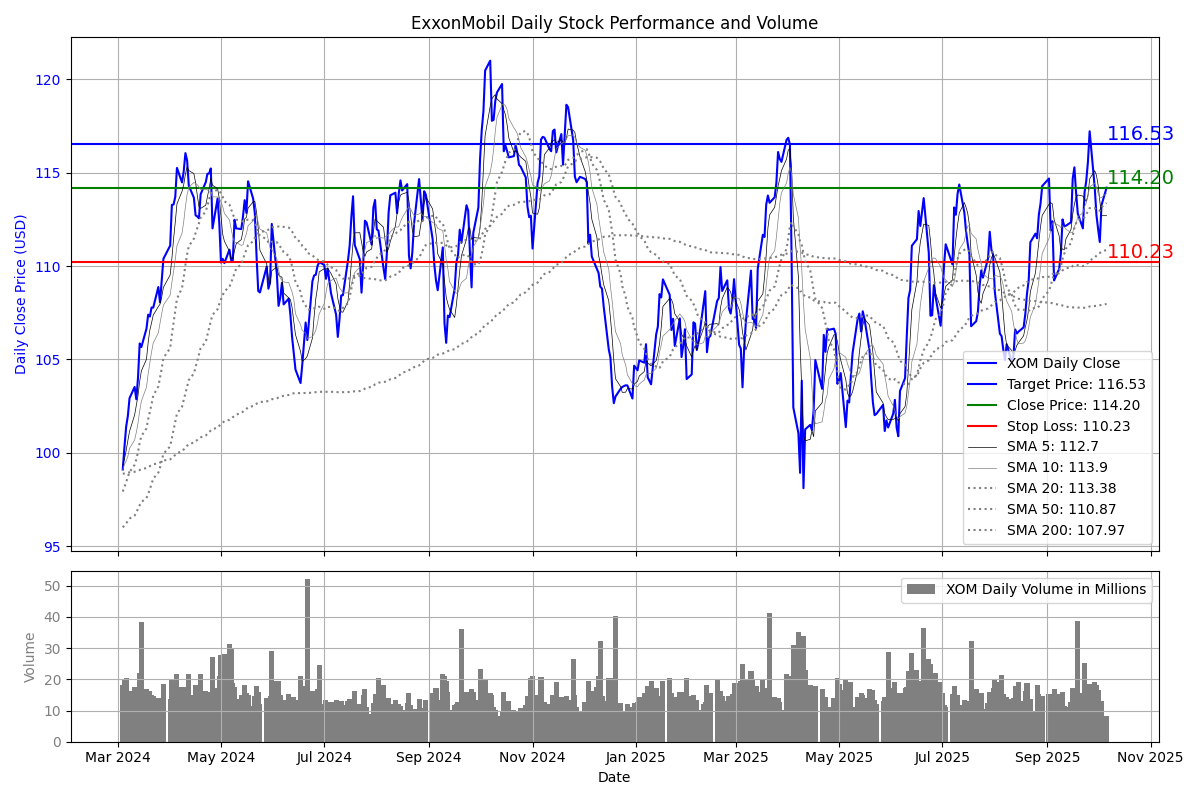 ExxonMobil Daily Stock Performance and Volume
Daily Close Price (USD)
120
115
110
105
100
95
116.53
114.20
110.23
XOM Daily Close
Target Price: 116.53
Close Price: 114.20
Stop Loss: 110.23
SMA 5: 112.7
SMA 10: 113.9
SMA 20: 113.38
SMA 50: 110.87
SMA 200: 107.97
Volume
50
40
30
20
10
0
XOM Daily Volume in Millions
Mar 2024 May 2024 Jul 2024 Sep 2024 Nov 2024 Jan 2025 Mar 2025 May 2025 Jul 2025 Sep 2025 Nov 2025
Date